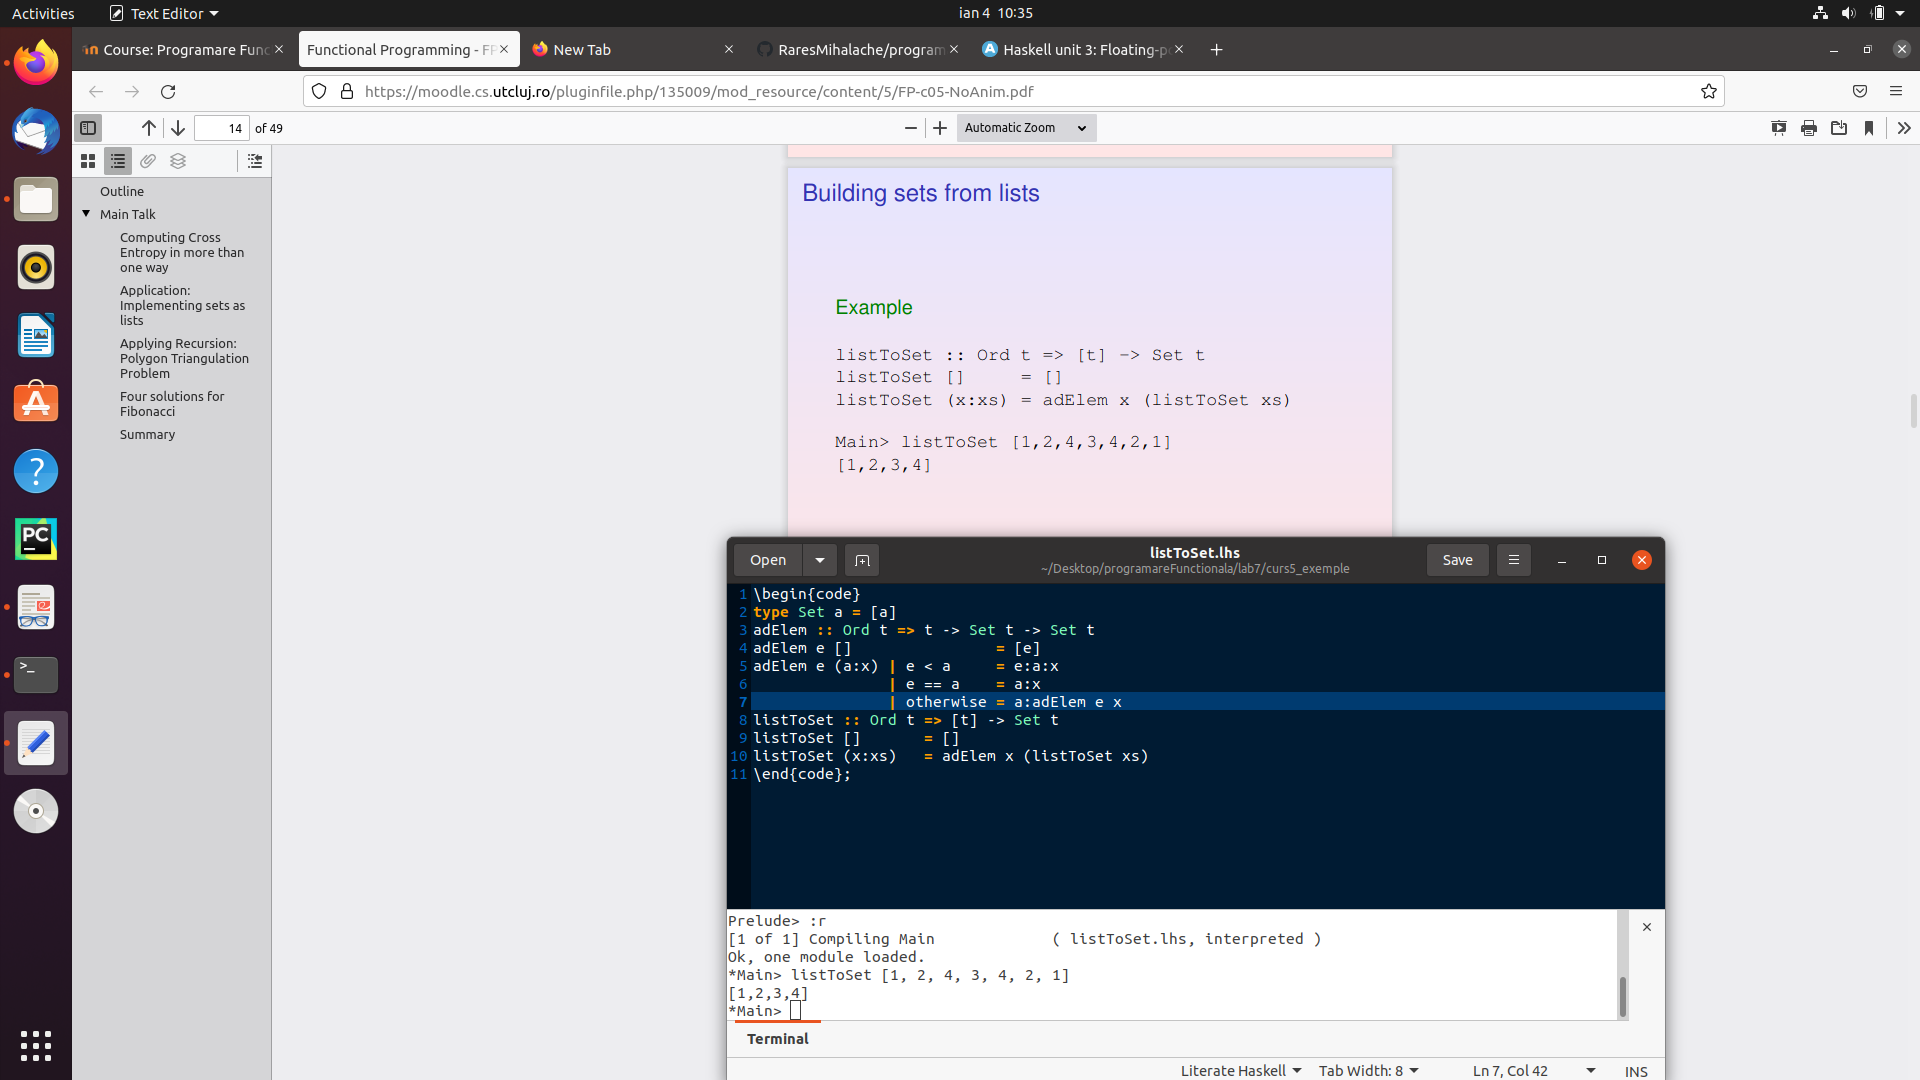 Activities
Text Editor
ian 4 10:35
Course: Programare Func
Functional Programming - FP
New Tab
RaresMihalache/program
Haskell unit 3: Floating-po
https://moodle.cs.utcluj.ro/pluginfile.php/135009/mod_resource/content/5/FP-c05-NoAnim.pdf
14 of 49
Automatic Zoom
Outline
Main Talk
Computing Cross
Entropy in more than
one way
Application:
Implementing sets as
lists
Applying Recursion:
Polygon Triangulation
Problem
Four solutions for
Fibonacci
Summary
Building sets from lists
Example
listToSet :: Ord t => [t] -> Set t
listToSet [] = []
listToSet (x:xs) = adElem x (listToSet xs)
Main> listToSet [1,2,4,3,4,2,1]
[1,2,3,4]
Open
listToSet.lhs
~/Desktop/programareFunctionala/lab7/curs5_exemple
Save
1 \begin{code}
2 type Set a = [a]
3 adElem :: Ord t => t -> Set t -> Set t
4 adElem e [] = [e]
5 adElem e (a:x) | e < a = e:a:x
6 | e == a = a:x
7 | otherwise = a:adElem e x
8 listToSet :: Ord t => [t] -> Set t
9 listToSet [] = []
10 listToSet (x:xs) = adElem x (listToSet xs)
11 \end{code};
Prelude> :r
[1 of 1] Compiling Main ( listToSet.lhs, interpreted )
Ok, one module loaded.
*Main> listToSet [1, 2, 4, 3, 4, 2, 1]
[1,2,3,4]
*Main>
Terminal
Literate Haskell
Tab Width: 8
Ln 7, Col 42
INS
PC
>_